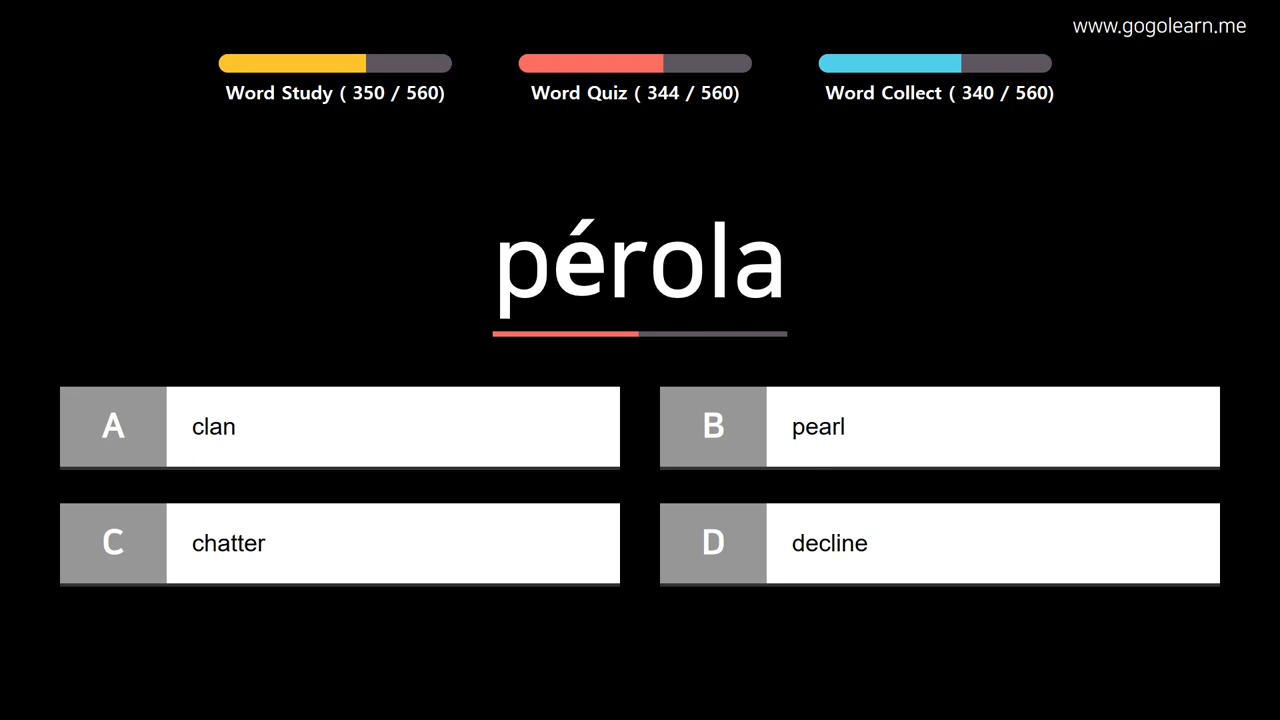 www.gogolearn.me
Word Study ( 350 / 560)
Word Quiz ( 344 / 560)
Word Collect ( 340 / 560)
pérola
A clan
B pearl
C chatter
D decline